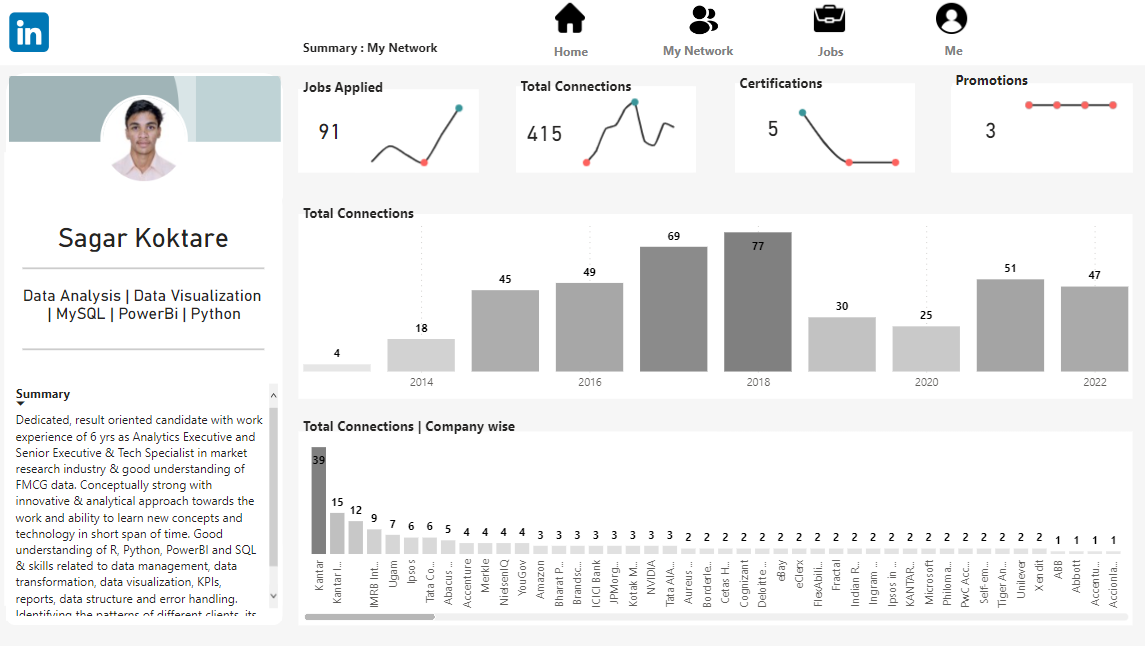 in
Summary : My Network
Home
My Network
Jobs
Me
Sagar Koktare
Data Analysis | Data Visualization
| MySQL | PowerBi | Python
Summary
Dedicated, result oriented candidate with work
experience of 6 yrs as Analytics Executive and
Senior Executive & Tech Specialist in market
research industry & good understanding of
FMCG data. Conceptually strong with
innovative & analytical approach towards the
work and ability to learn new concepts and
technology in short span of time. Good
understanding of R, Python, PowerBI and SQL
& skills related to data management, data
transformation, data visualization, KPIs,
reports, data structure and error handling.
Identifying the patterns of different clients, its
Jobs Applied
91
Total Connections
415
Certifications
5
Promotions
3
Total Connections
4 18 45 49 69 77 30 25 51 47
2014 2016 2018 2020 2022
Total Connections | Company wise
39 15 12 9 7 6 6 5 4 4 4 4 3 3 3 3 3 3 3 3 2 2 2 2 2 2 2 2 2 2 2 2 2 2 2 2 2 2 2 2 1 1 1 1
Kantar
Kantar I...
IMRB Int...
Ugam
Ipsos
Tata Co...
Abacus ...
Accenture
Merkle
NielsenIQ
YouGov
Amazon
Bharat P...
Brandsc...
ICICI Bank
JPMorg...
Kotak M...
NVIDIA
Tata AIA...
Aureus ...
Borderle...
Cetas H...
Cognizant
Deloitte ...
eBay
eClerx
FlexAbili...
Fractal
Indian R...
Ingram ...
Ipsos in ...
KANTAR...
Microsoft
Philoma...
PwC Acc...
Self-em...
Tiger An...
Unilever
Xendit
ABB
Abbott
Accentu...
Accionla...